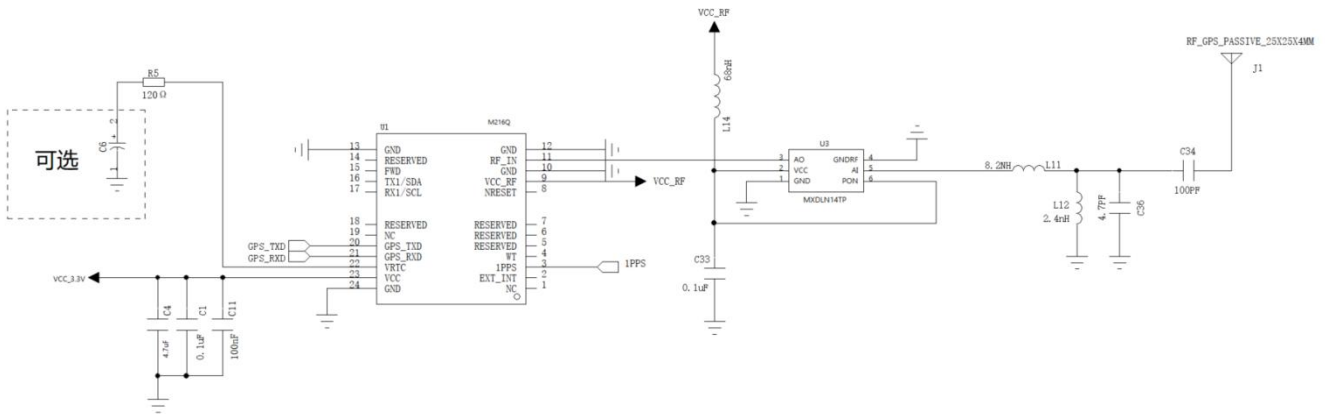 VCC_RF
RF_GPS_PASSIVE_25X25X4MM
J1
68nH
L14
R5
120Ω
可选
C6
2
+
1
U1
M216Q
13 GND
14 RESERVED
15 FWD
16 TX1/SDA
17 RX1/SCL
18 RESERVED
19 NC
20 GPS_TXD
21 GPS_RXD
22 VRTC
23 VCC
24 GND
GND 12
RF_IN 11
GND 10
VCC_RF 9
NRESET 8
RESERVED 7
RESERVED 6
RESERVED 5
WT 4
1PPS 3
EXT_INT 2
NC 1
GPS_TXD
GPS_RXD
VCC_3.3V
C4
4.7uF
C1
0.1uF
C11
100nF
VCC_RF
1PPS
U3
3 AO
2 VCC
1 GND
GNDRF 4
AI 5
PON 6
MXDLN14TP
C33
0.1uF
8.2NH
L11
L12
2.4nH
4.7PF
C36
C34
100PF